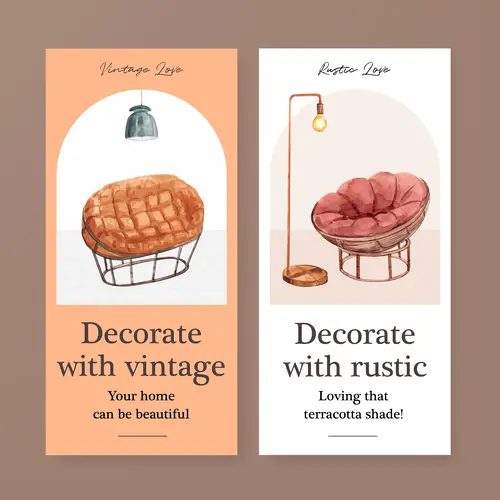 Vintage Love
Decorate
with vintage
Your home
can be beautiful
Rustic Love
Decorate
with rustic
Loving that
terracotta shade!